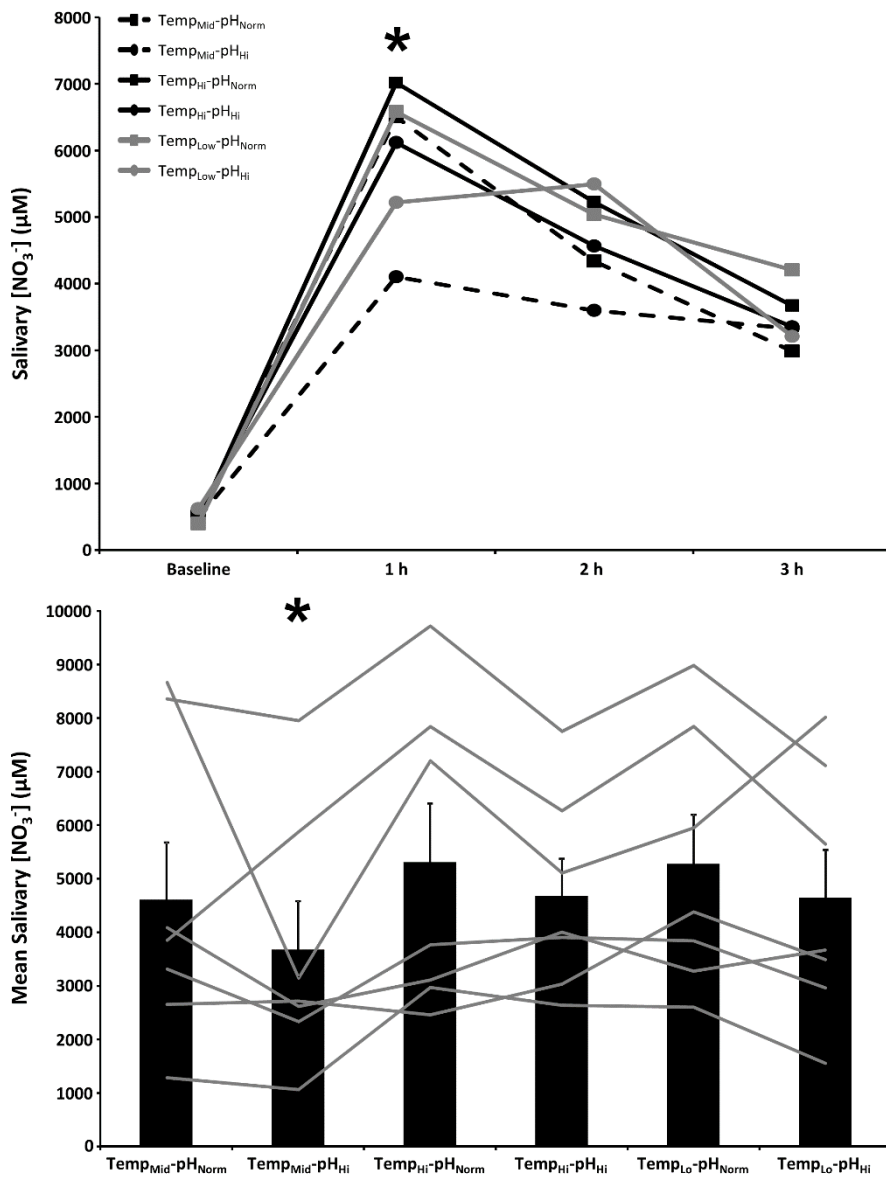 8000
7000
6000
5000
4000
3000
2000
1000
0
Salivary [NO₃⁻] (µM)
Temp_Mid-pH_Norm
Temp_Mid-pH_Hi
Temp_Hi-pH_Norm
Temp_Hi-pH_Hi
Temp_Low-pH_Norm
Temp_Low-pH_Hi
*
Baseline 1 h 2 h 3 h
10000
9000
8000
7000
6000
5000
4000
3000
2000
1000
0
Mean Salivary [NO₃⁻] (µM)
*
Temp_Mid-pH_Norm Temp_Mid-pH_Hi Temp_Hi-pH_Norm Temp_Hi-pH_Hi Temp_Lo-pH_Norm Temp_Lo-pH_Hi